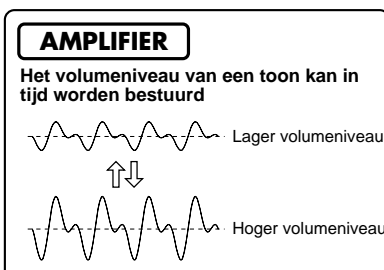 AMPLIFIER
Het volumeniveau van een toon kan in
tijd worden bestuurd
Lager volumeniveau
Hoger volumeniveau